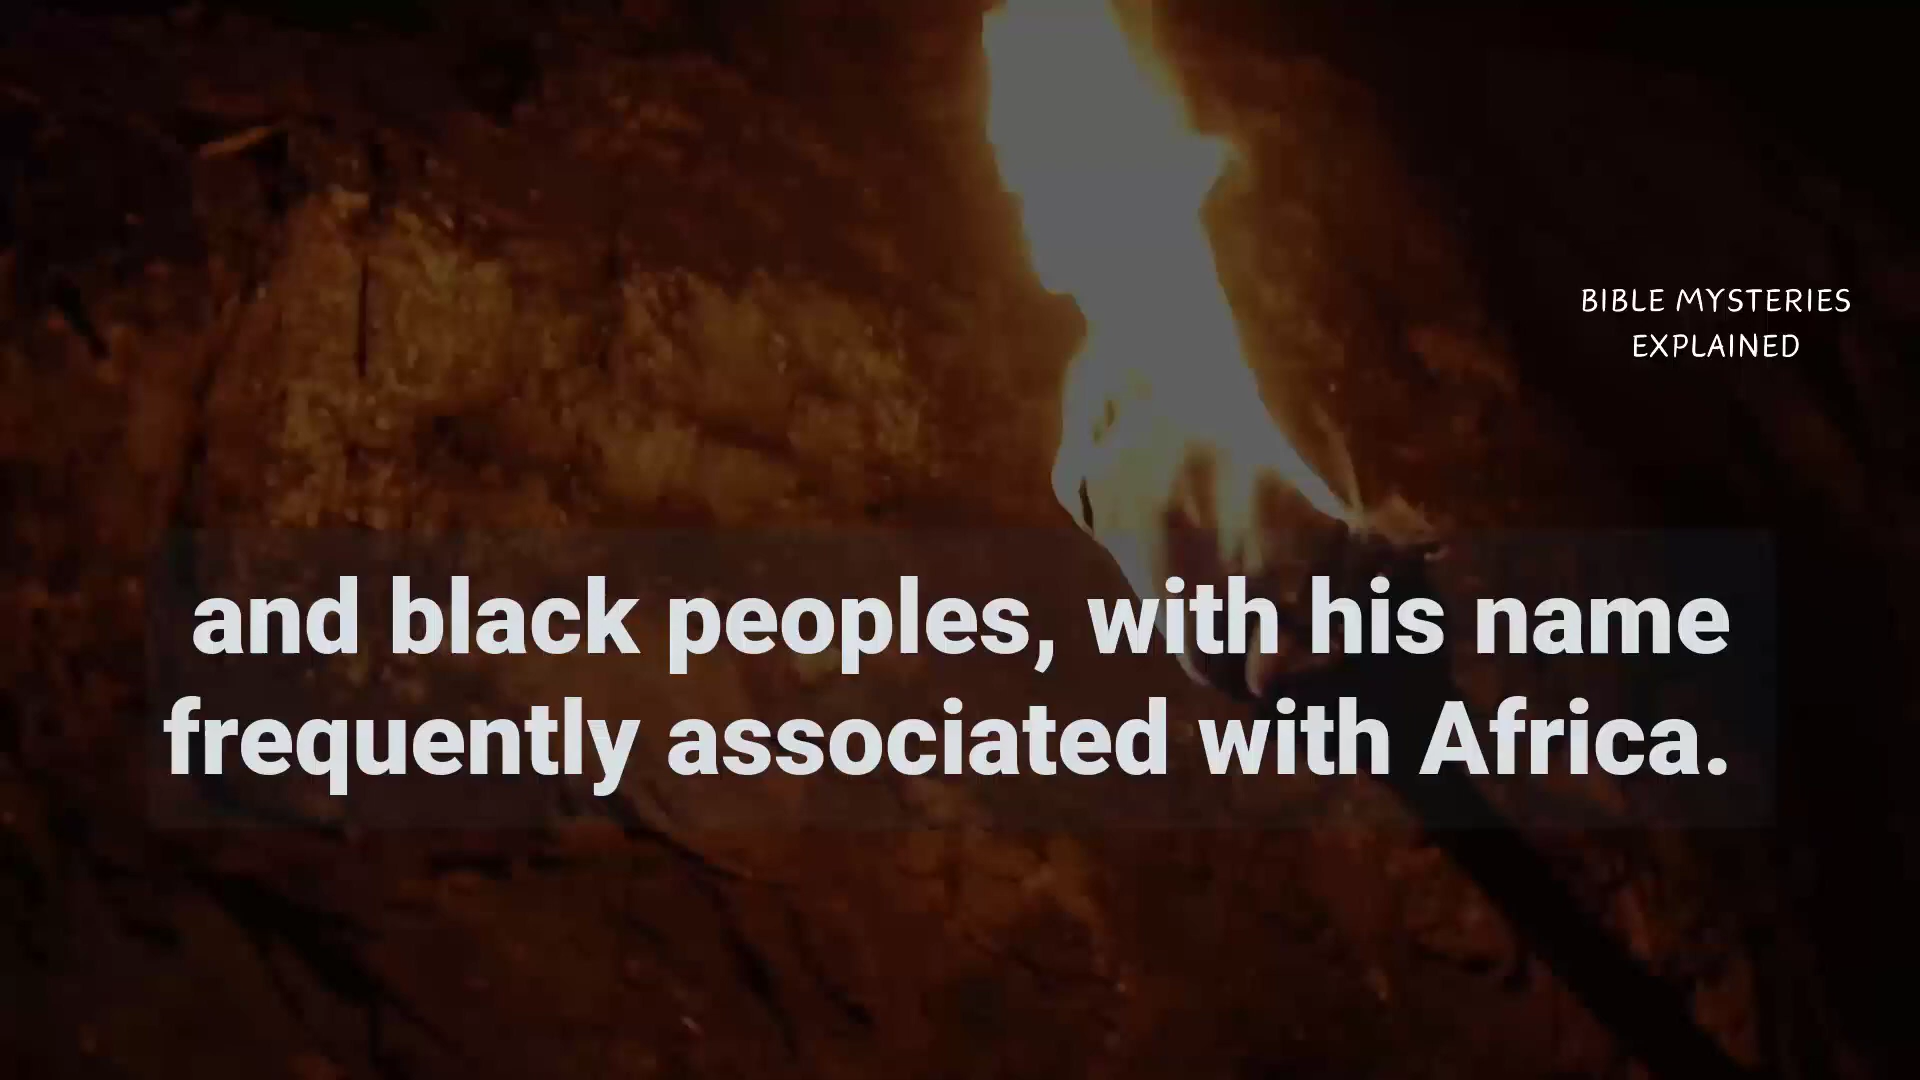 BIBLE MYSTERIES
EXPLAINED
and black peoples, with his name
frequently associated with Africa.